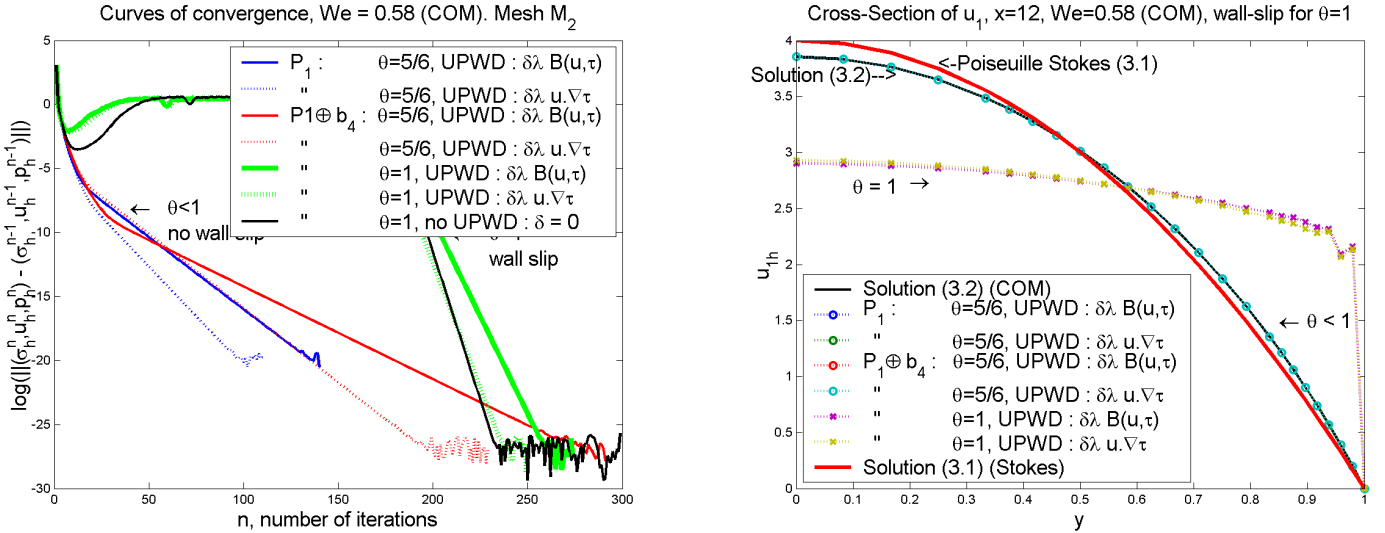 Curves of convergence, We = 0.58 (COM). Mesh M₂
log(||(σₕⁿ,uₕⁿ,pₕⁿ) - (σₕⁿ⁻¹,uₕⁿ⁻¹,pₕⁿ⁻¹)||)
5
0
-5
-10
-15
-20
-25
-30
P₁ : θ=5/6, UPWD : δλ B(u,τ)
" θ=5/6, UPWD : δλ u.∇τ
P1⊕ b₄ : θ=5/6, UPWD : δλ B(u,τ)
" θ=5/6, UPWD : δλ u.∇τ
" θ=1, UPWD : δλ B(u,τ)
" θ=1, UPWD : δλ u.∇τ
" θ=1, no UPWD : δ = 0
← θ<1
no wall slip
wall slip
0 50 100 150 200 250 300
n, number of iterations
Cross-Section of u₁, x=12, We=0.58 (COM), wall-slip for θ=1
u₁ₕ
4
3.5
3
2.5
2
1.5
1
0.5
0
<-Poiseuille Stokes (3.1)
Solution (3.2)-->
θ = 1 →
← θ < 1
Solution (3.2) (COM)
P₁ : θ=5/6, UPWD : δλ B(u,τ)
" θ=5/6, UPWD : δλ u.∇τ
P₁⊕ b₄ : θ=5/6, UPWD : δλ B(u,τ)
" θ=5/6, UPWD : δλ u.∇τ
" θ=1, UPWD : δλ B(u,τ)
" θ=1, UPWD : δλ u.∇τ
Solution (3.1) (Stokes)
0 0.1 0.2 0.3 0.4 0.5 0.6 0.7 0.8 0.9 1
y